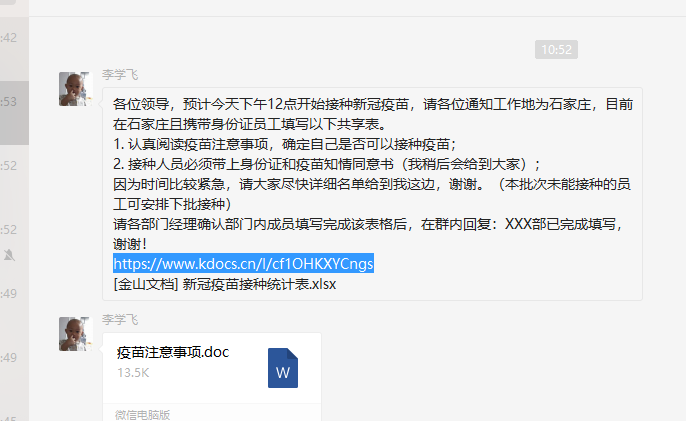 :42
10:52
李学飞
:53
各位领导，预计今天下午12点开始接种新冠疫苗，请各位通知工作地为石家庄，目前
在石家庄且携带身份证员工填写以下共享表。
1. 认真阅读疫苗注意事项，确定自己是否可以接种疫苗；
:52
2. 接种人员必须带上身份证和疫苗知情同意书（我稍后会给到大家）；
因为时间比较紧急，请大家尽快详细名单给到我这边，谢谢。（本批次未能接种的员
工可安排下批接种）
:52
请各部门经理确认部门内成员填写完成该表格后，在群内回复：XXX部已完成填写，
谢谢！
https://www.kdocs.cn/l/cf1OHKXYCngs
[金山文档] 新冠疫苗接种统计表.xlsx
:49
李学飞
疫苗注意事项.doc
:49
13.5K
W
微信电脑版